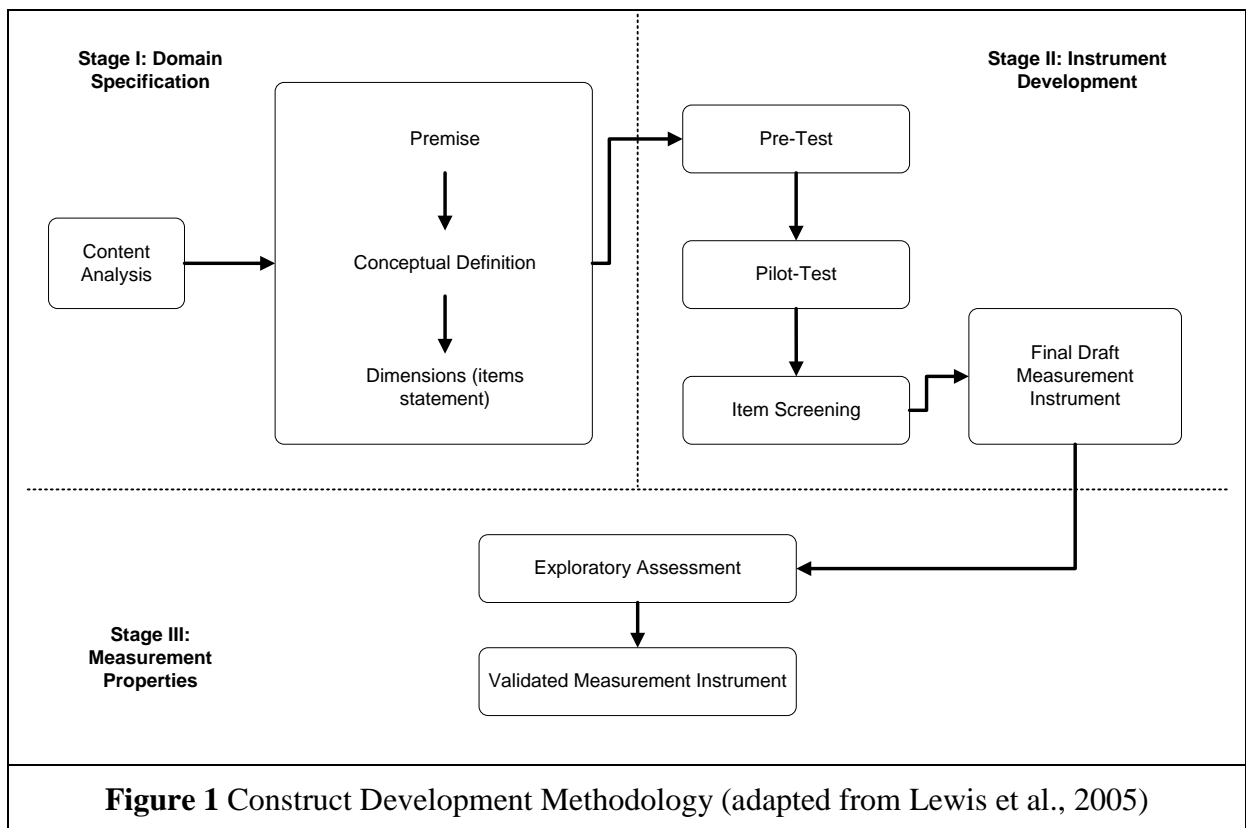 Stage I: Domain
Specification
Premise
Conceptual Definition
Dimensions (items
statement)
Content
Analysis
Stage II: Instrument
Development
Pre-Test
Pilot-Test
Item Screening
Final Draft
Measurement
Instrument
Exploratory Assessment
Validated Measurement Instrument
Stage III:
Measurement
Properties
Figure 1 Construct Development Methodology (adapted from Lewis et al., 2005)